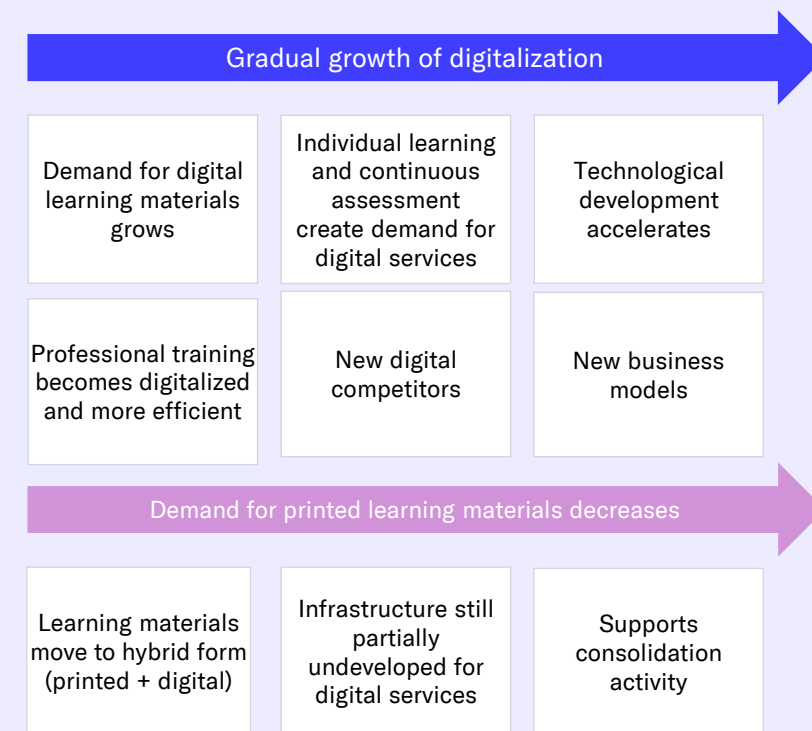 Gradual growth of digitalization
Demand for digital
learning materials
grows
Individual learning
and continuous
assessment
create demand for
digital services
Technological
development
accelerates
Professional training
becomes digitalized
and more efficient
New digital
competitors
New business
models
Demand for printed learning materials decreases
Learning materials
move to hybrid form
(printed + digital)
Infrastructure still
partially
undeveloped for
digital services
Supports
consolidation
activity